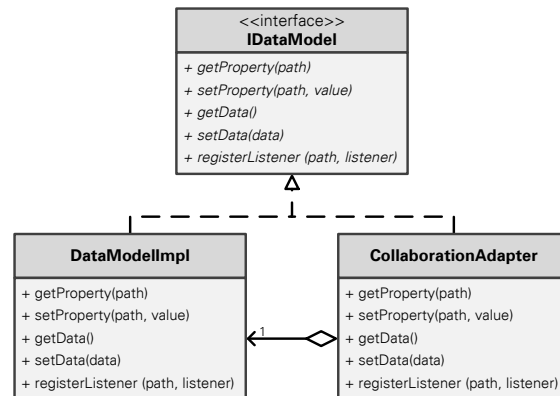 <<interface>>
IDataModel
+ getProperty(path)
+ setProperty(path, value)
+ getData()
+ setData(data)
+ registerListener (path, listener)
DataModelImpl
+ getProperty(path)
+ setProperty(path, value)
+ getData()
+ setData(data)
+ registerListener (path, listener)
1
CollaborationAdapter
+ getProperty(path)
+ setProperty(path, value)
+ getData()
+ setData(data)
+ registerListener (path, listener)